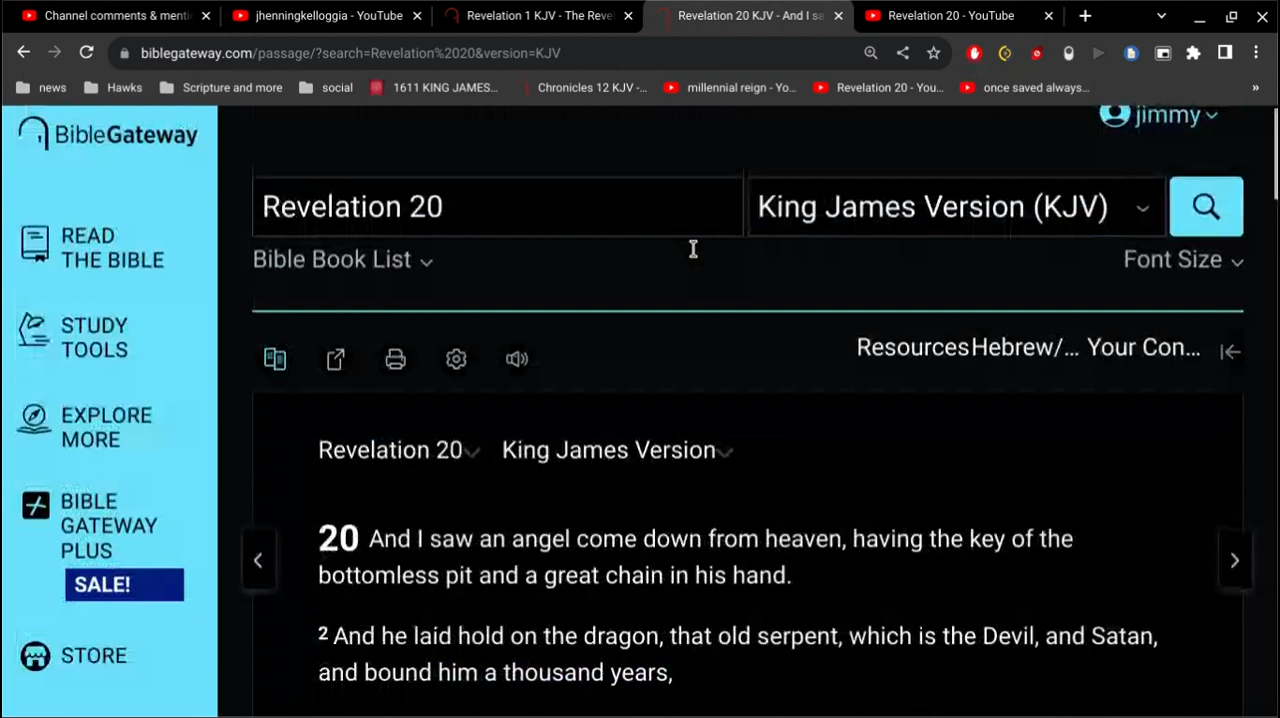 Channel comments & menti
jhenningkelloggia - YouTube
Revelation 1 KJV - The Reve
Revelation 20 KJV - And I sa
Revelation 20 - YouTube
biblegateway.com/passage/?search=Revelation%2020&version=KJV
news
Hawks
Scripture and more
social
1611 KING JAMES...
Chronicles 12 KJV -...
millennial reign - Yo...
Revelation 20 - You...
once saved always...
»
BibleGateway
jimmy
Revelation 20
King James Version (KJV)
READ
THE BIBLE
Bible Book List
Font Size
STUDY
TOOLS
ResourcesHebrew/... Your Con...
EXPLORE
MORE
Revelation 20
King James Version
BIBLE
GATEWAY
PLUS
SALE!
STORE
20 And I saw an angel come down from heaven, having the key of the
bottomless pit and a great chain in his hand.
2 And he laid hold on the dragon, that old serpent, which is the Devil, and Satan,
and bound him a thousand years,